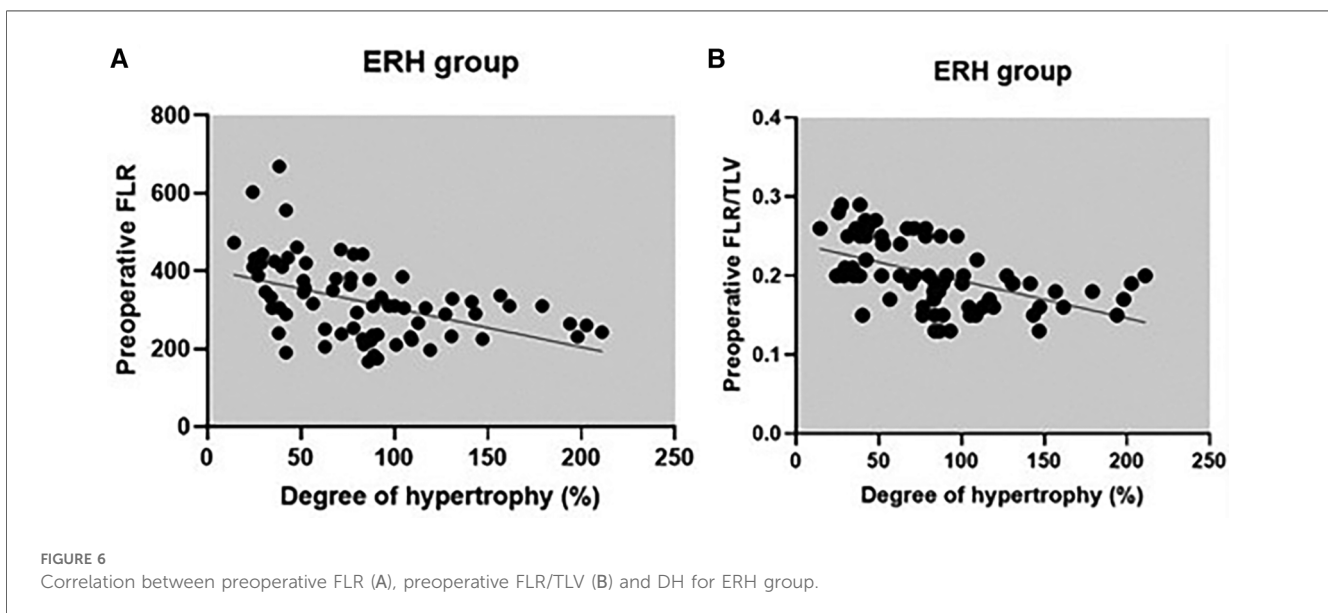 A
ERH group
Preoperative FLR
800
600
400
200
0
0 50 100 150 200 250
Degree of hypertrophy (%)
B
ERH group
Preoperative FLR/TLV
0.4
0.3
0.2
0.1
0.0
0 50 100 150 200 250
Degree of hypertrophy (%)
FIGURE 6
Correlation between preoperative FLR (A), preoperative FLR/TLV (B) and DH for ERH group.